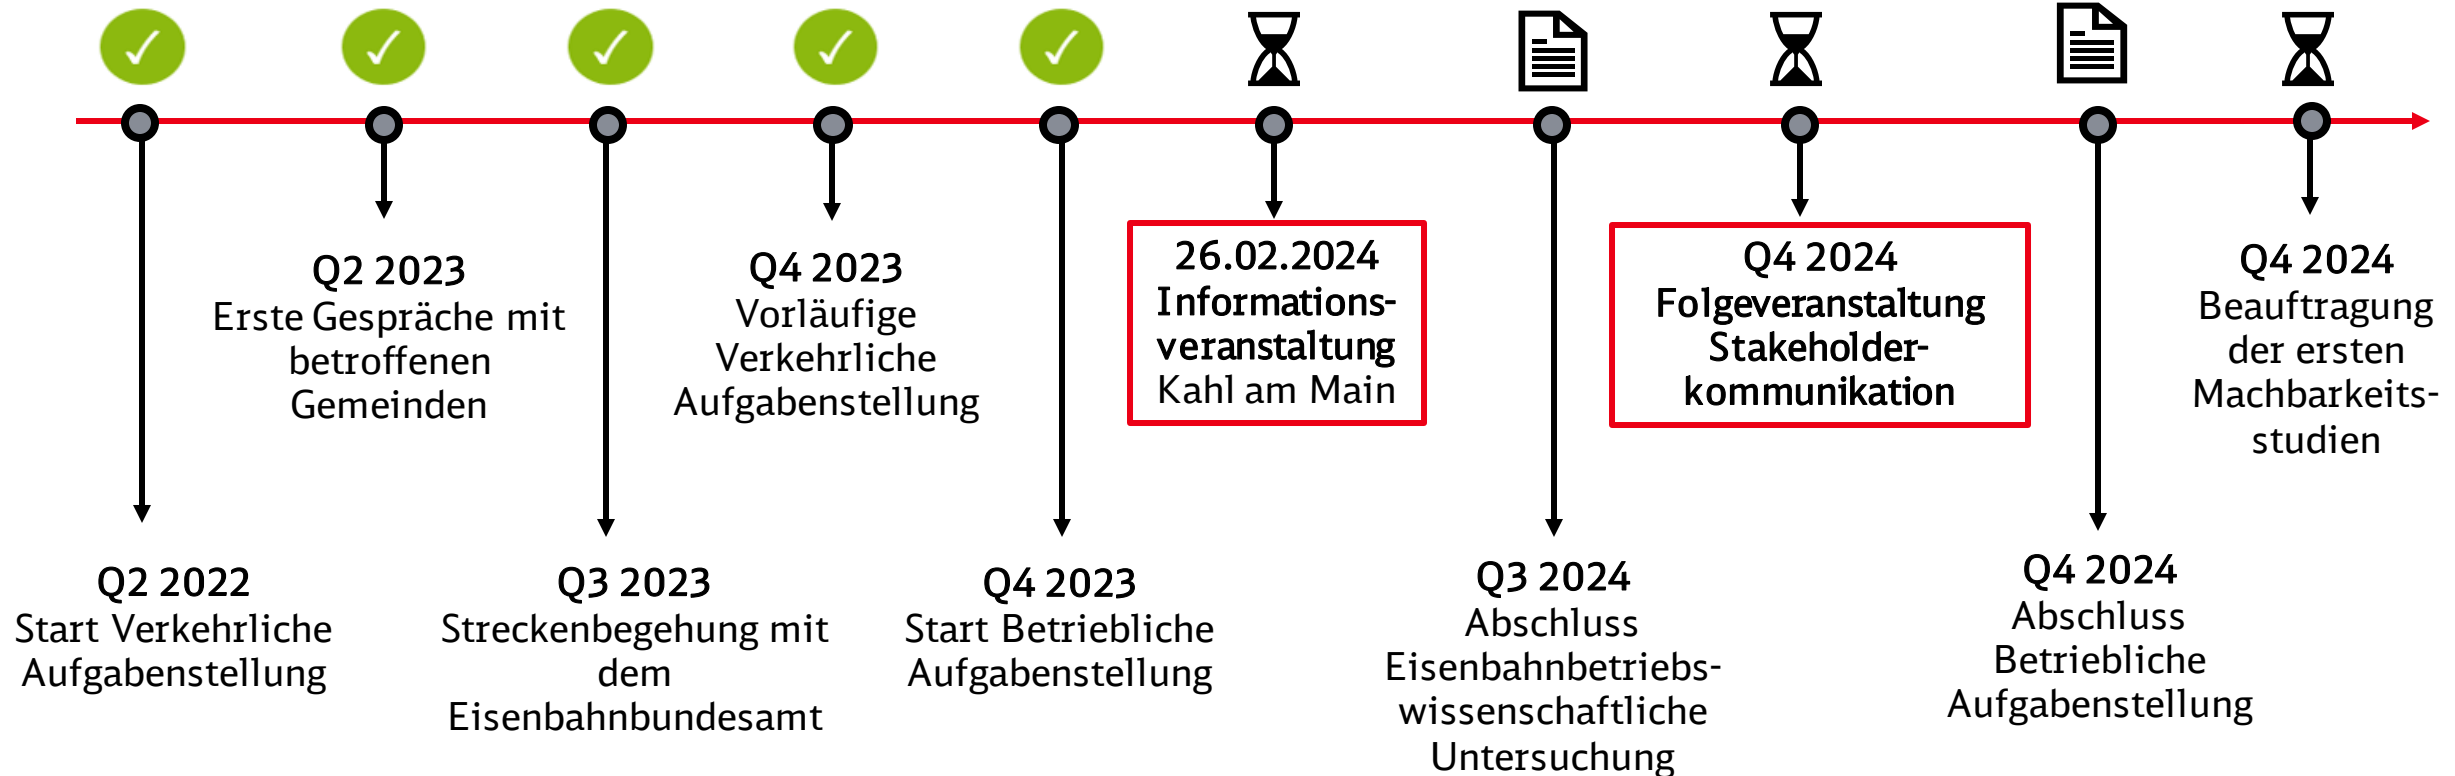 Q2 2022
Start Verkehrliche
Aufgabenstellung
Q2 2023
Erste Gespräche mit
betroffenen
Gemeinden
Q3 2023
Streckenbegehung mit
dem
Eisenbahnbundesamt
Q4 2023
Vorläufige
Verkehrliche
Aufgabenstellung
Q4 2023
Start Betriebliche
Aufgabenstellung
26.02.2024
Informations-
veranstaltung
Kahl am Main
Q3 2024
Abschluss
Eisenbahnbetriebs-
wissenschaftliche
Untersuchung
Q4 2024
Folgeveranstaltung
Stakeholder-
kommunikation
Q4 2024
Abschluss
Betriebliche
Aufgabenstellung
Q4 2024
Beauftragung
der ersten
Machbarkeits-
studien